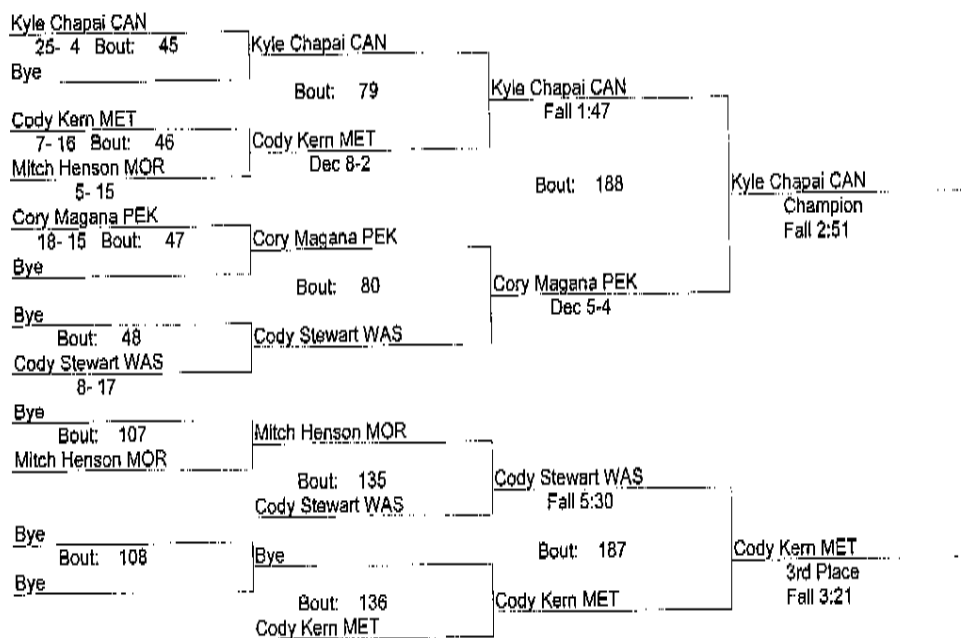 Kyle Chapai CAN
25- 4 Bout: 45
Bye
Kyle Chapai CAN
Bout: 79
Cody Kern MET
7- 16 Bout: 46
Mitch Henson MOR
5- 15
Cody Kern MET
Dec 8-2
Kyle Chapai CAN
Fall 1:47
Cory Magana PEK
18- 15 Bout: 47
Bye
Cory Magana PEK
Bout: 80
Bye
Bout: 48
Cody Stewart WAS
8- 17
Cody Stewart WAS
Cory Magana PEK
Dec 5-4
Bout: 188
Kyle Chapai CAN
Champion
Fall 2:51
Bye
Bout: 107
Mitch Henson MOR
Mitch Henson MOR
Bout: 135
Cody Stewart WAS
Cody Stewart WAS
Fall 5:30
Bye
Bout: 108
Bye
Bye
Bout: 136
Cody Kern MET
Cody Kern MET
Bout: 187
Cody Kern MET
3rd Place
Fall 3:21